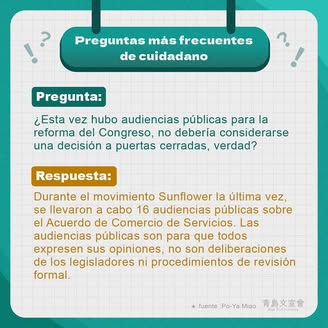 Preguntas más frecuentes
de cuidadano
Pregunta:
¿Esta vez hubo audiencias públicas para la
reforma del Congreso, no debería considerarse
una decisión a puertas cerradas, verdad?
Respuesta:
Durante el movimiento Sunflower la última vez,
se llevaron a cabo 16 audiencias públicas sobre
el Acuerdo de Comercio de Servicios. Las
audiencias públicas son para que todos
expresen sus opiniones, no son deliberaciones
de los legisladores ni procedimientos de revisión
formal.
★ fuente :Po-Ya Miao
青島文宣會